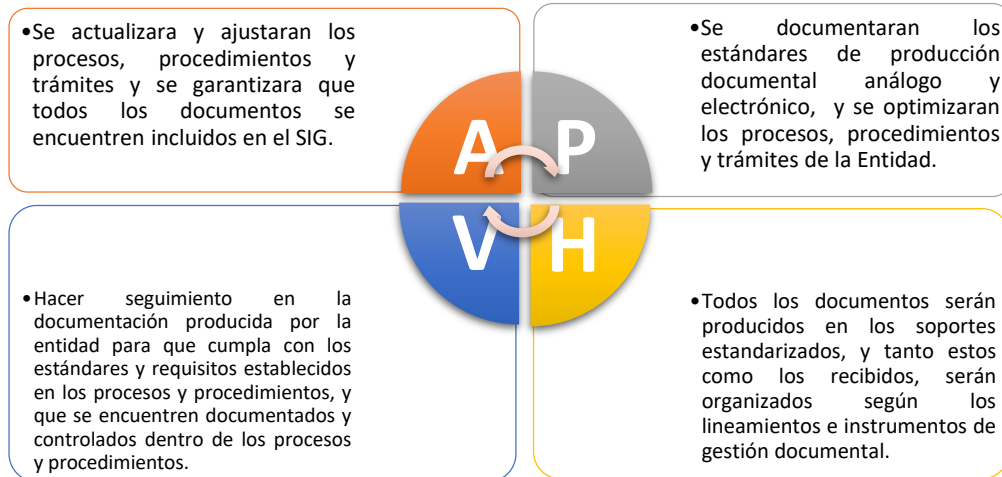 •Se actualizara y ajustaran los
procesos, procedimientos y
trámites y se garantizara que
todos los documentos se
encuentren incluidos en el SIG.
•Se documentaran los
estándares de producción
documental análogo y
electrónico, y se optimizaran
los procesos, procedimientos
y trámites de la Entidad.
A
P
V
H
•Hacer seguimiento en la
documentación producida por la
entidad para que cumpla con los
estándares y requisitos establecidos
en los procesos y procedimientos, y
que se encuentren documentados y
controlados dentro de los procesos
y procedimientos.
•Todos los documentos serán
producidos en los soportes
estandarizados, y tanto estos
como los recibidos, serán
organizados según los
lineamientos e instrumentos de
gestión documental.